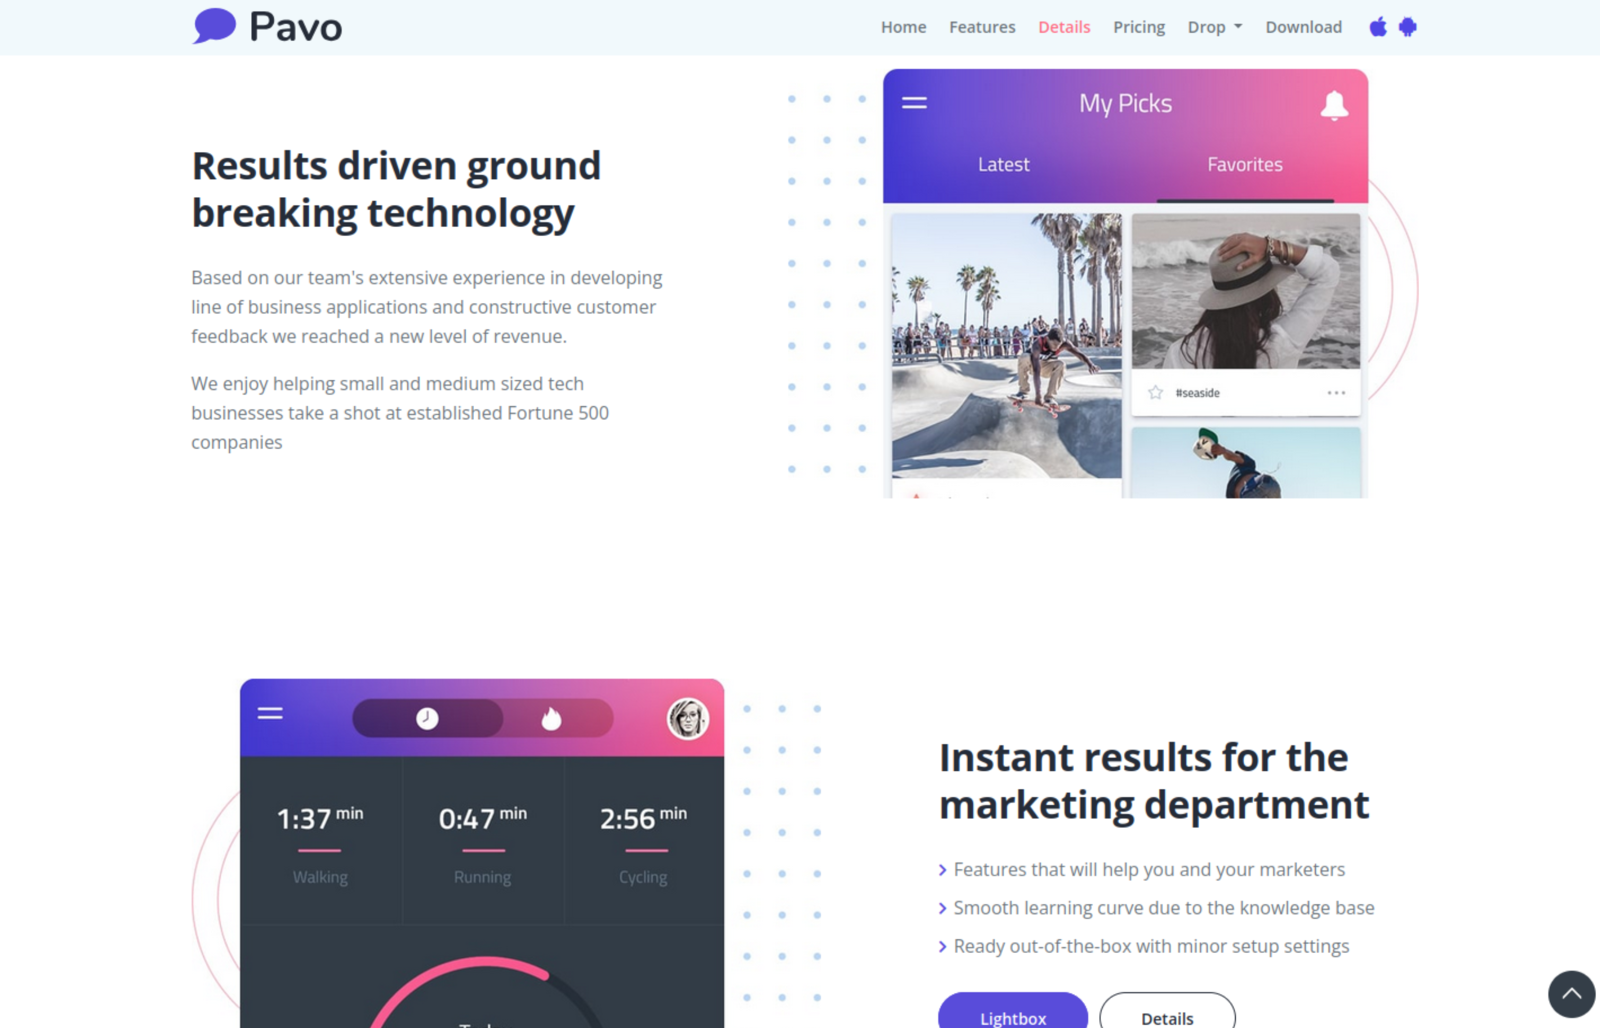 Pavo
Home Features Details Pricing Drop Download
Results driven ground
breaking technology
Based on our team's extensive experience in developing
line of business applications and constructive customer
feedback we reached a new level of revenue.
We enjoy helping small and medium sized tech
businesses take a shot at established Fortune 500
companies
My Picks
Latest Favorites
#seaside
1:37 min 0:47 min 2:56 min
Walking Running Cycling
Instant results for the
marketing department
Features that will help you and your marketers
Smooth learning curve due to the knowledge base
Ready out-of-the-box with minor setup settings
Lightbox Details